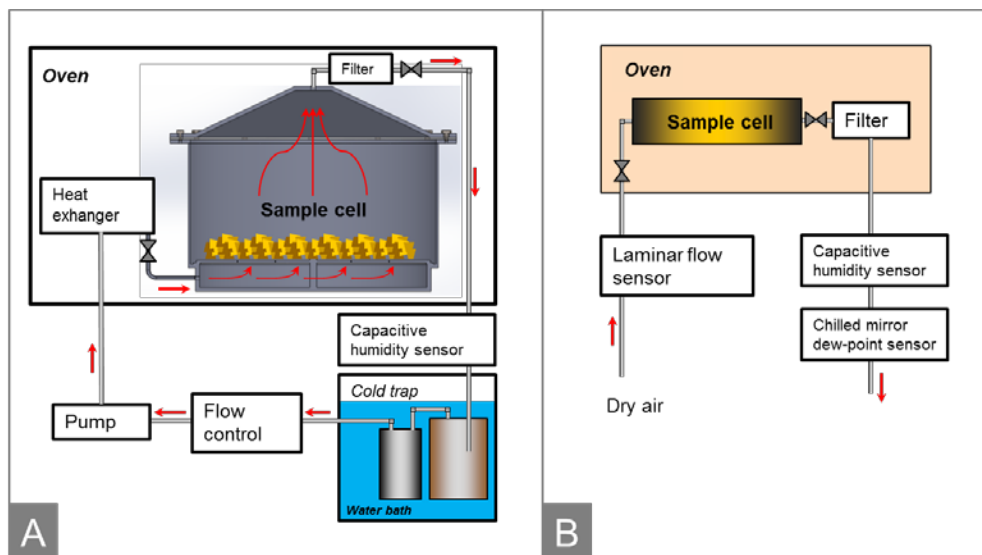 Oven
Filter
Heat
exhanger
Sample cell
Capacitive
humidity sensor
Cold trap
Pump
Flow
control
Water bath
A
Oven
Sample cell
Filter
Laminar flow
sensor
Capacitive
humidity sensor
Chilled mirror
dew-point sensor
Dry air
B